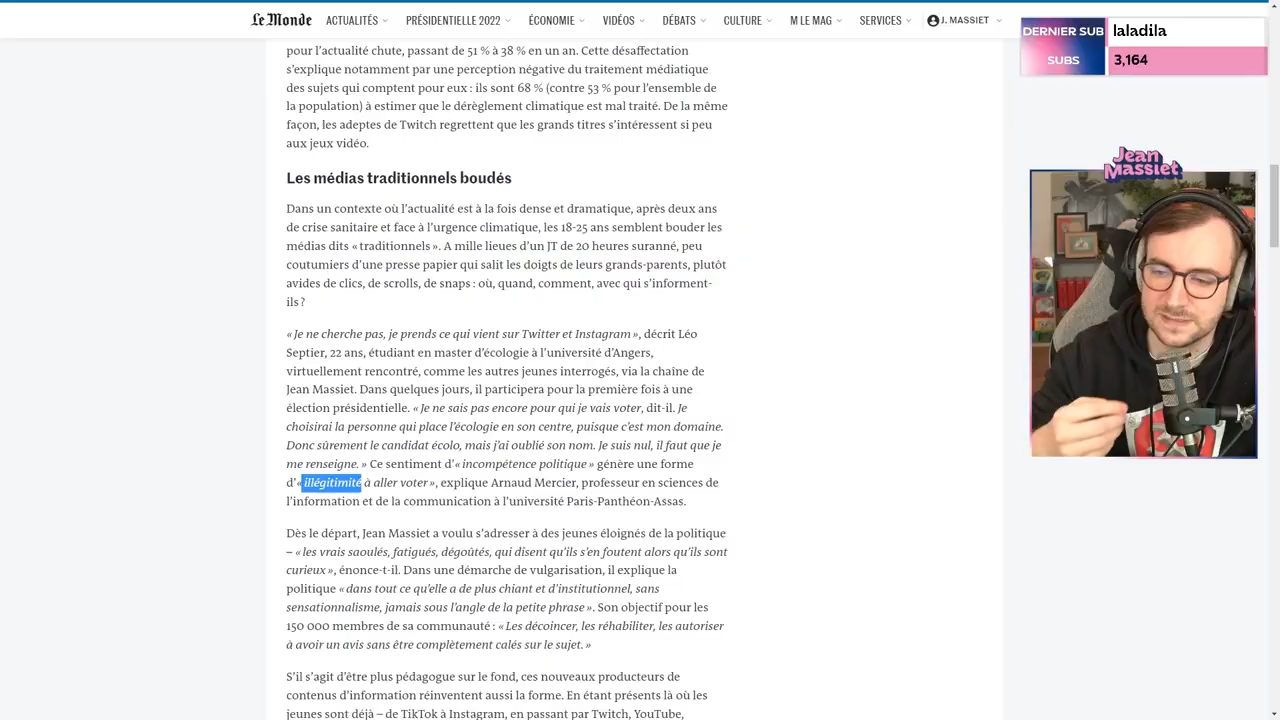 Le Monde
ACTUALITÉS
PRÉSIDENTIELLE 2022
ÉCONOMIE
VIDÉOS
DÉBATS
CULTURE
M LE MAG
SERVICES
J. MASSIET
DERNIER SUB
laladila
SUBS
3,164
Jean
Massiet
pour l’actualité chute, passant de 51 % à 38 % en un an. Cette désaffection
s’explique notamment par une perception négative du traitement médiatique
des sujets qui comptent pour eux : ils sont 68 % (contre 53 % pour l’ensemble de
la population) à estimer que le dérèglement climatique est mal traité. De la même
façon, les adeptes de Twitch regrettent que les grands titres s’intéressent si peu
aux jeux vidéo.
Les médias traditionnels boudés
Dans un contexte où l’actualité est à la fois dense et dramatique, après deux ans
de crise sanitaire et face à l’urgence climatique, les 18-25 ans semblent bouder les
médias dits « traditionnels ». A mille lieues d’un JT de 20 heures suranné, peu
coutumiers d’une presse papier qui salit les doigts de leurs grands-parents, plutôt
avides de clics, de scrolls, de snaps : où, quand, comment, avec qui s’informent-
ils ?
« Je ne cherche pas, je prends ce qui vient sur Twitter et Instagram », décrit Léo
Septier, 22 ans, étudiant en master d’écologie à l’université d’Angers,
virtuellement rencontré, comme les autres jeunes interrogés, via la chaîne de
Jean Massiet. Dans quelques jours, il participera pour la première fois à une
élection présidentielle. « Je ne sais pas encore pour qui je vais voter, dit-il. Je
choisirai la personne qui place l’écologie en son centre, puisque c’est mon domaine.
Donc sûrement le candidat écolo, mais j’ai oublié son nom. Je suis nul, il faut que je
me renseigne. » Ce sentiment d’« incompétence politique » génère une forme
d’« illégitimité à aller voter », explique Arnaud Mercier, professeur en sciences de
l’information et de la communication à l’université Paris-Panthéon-Assas.
Dès le départ, Jean Massiet a voulu s’adresser à des jeunes éloignés de la politique
– « les vrais saoulés, fatigués, dégoûtés, qui disent qu’ils s’en foutent alors qu’ils sont
curieux », énonce-t-il. Dans une démarche de vulgarisation, il explique la
politique « dans tout ce qu’elle a de plus chiant et d’institutionnel, sans
sensationnalisme, jamais sous l’angle de la petite phrase ». Son objectif pour les
150 000 membres de sa communauté : « Les décoincer, les réhabiliter, les autoriser
à avoir un avis sans être complètement calés sur le sujet. »
S’il s’agit d’être plus pédagogue sur le fond, ces nouveaux producteurs de
contenus d’information réinventent aussi la forme. En étant présents là où les
jeunes sont déjà – de TikTok à Instagram, en passant par Twitch, YouTube,